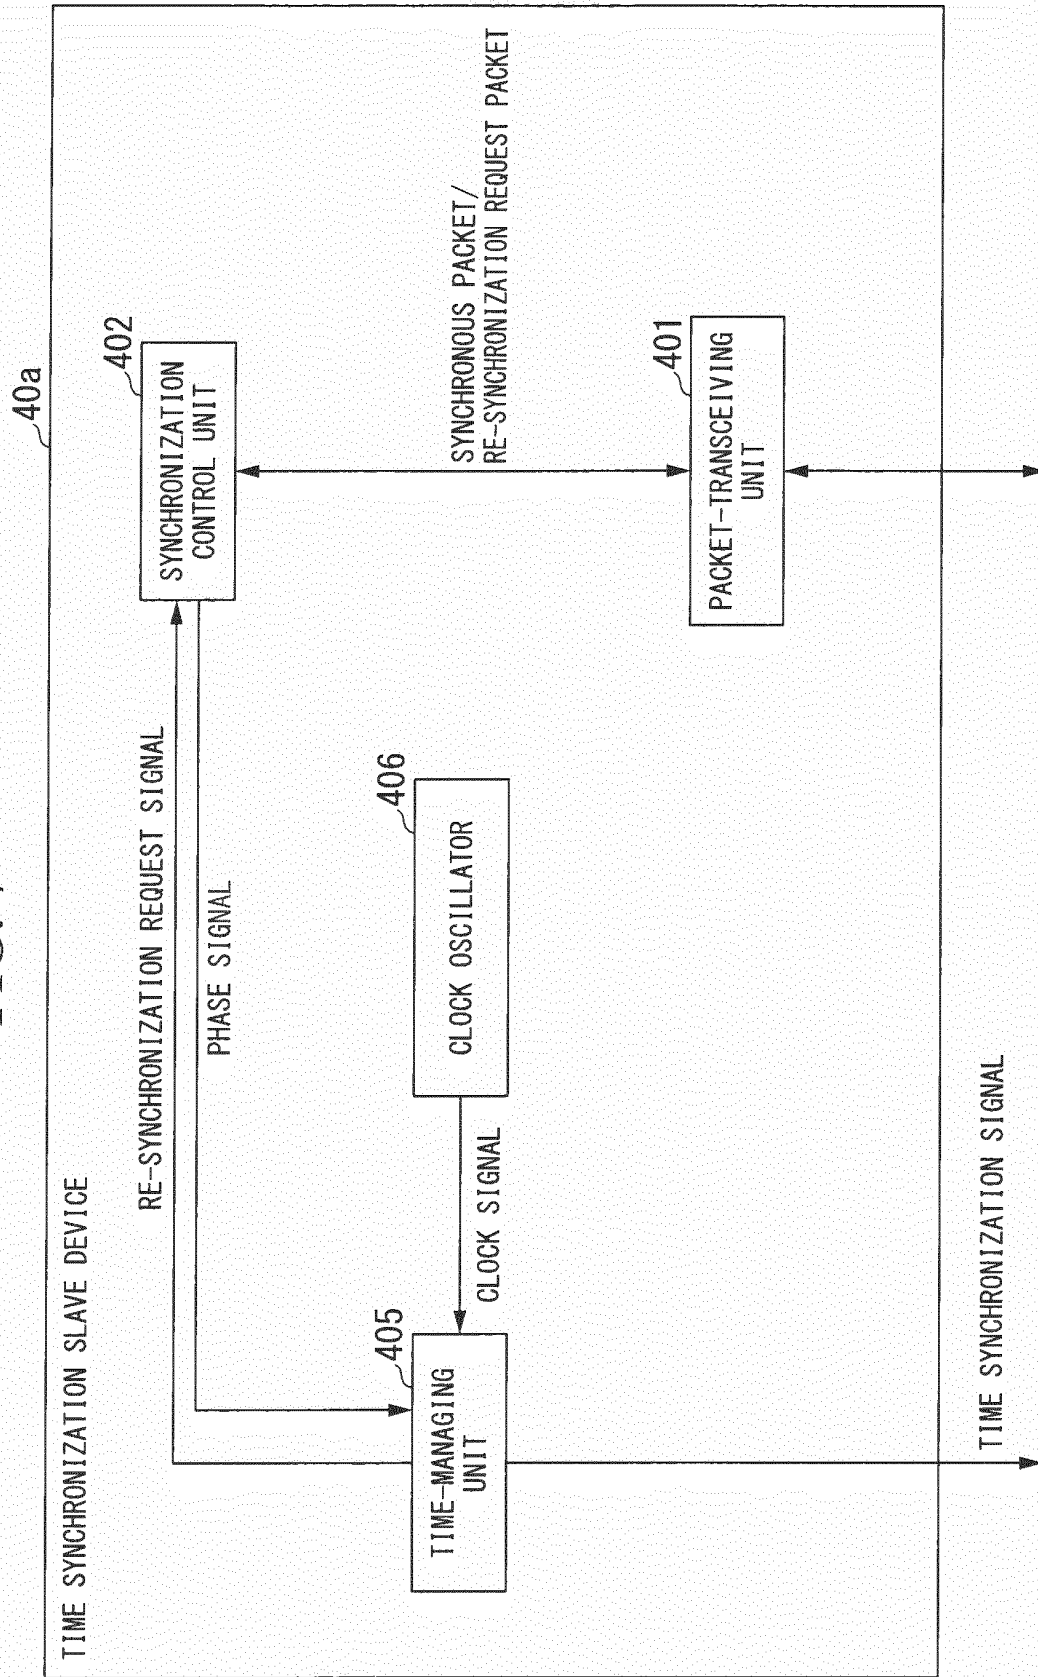 40a
TIME SYNCHRONIZATION SLAVE DEVICE
RE-SYNCHRONIZATION REQUEST SIGNAL
PHASE SIGNAL
402
SYNCHRONIZATION
CONTROL UNIT
405
TIME-MANAGING
UNIT
CLOCK SIGNAL
406
CLOCK OSCILLATOR
SYNCHRONOUS PACKET/
RE-SYNCHRONIZATION REQUEST PACKET
401
PACKET-TRANSCEIVING
UNIT
TIME SYNCHRONIZATION SIGNAL